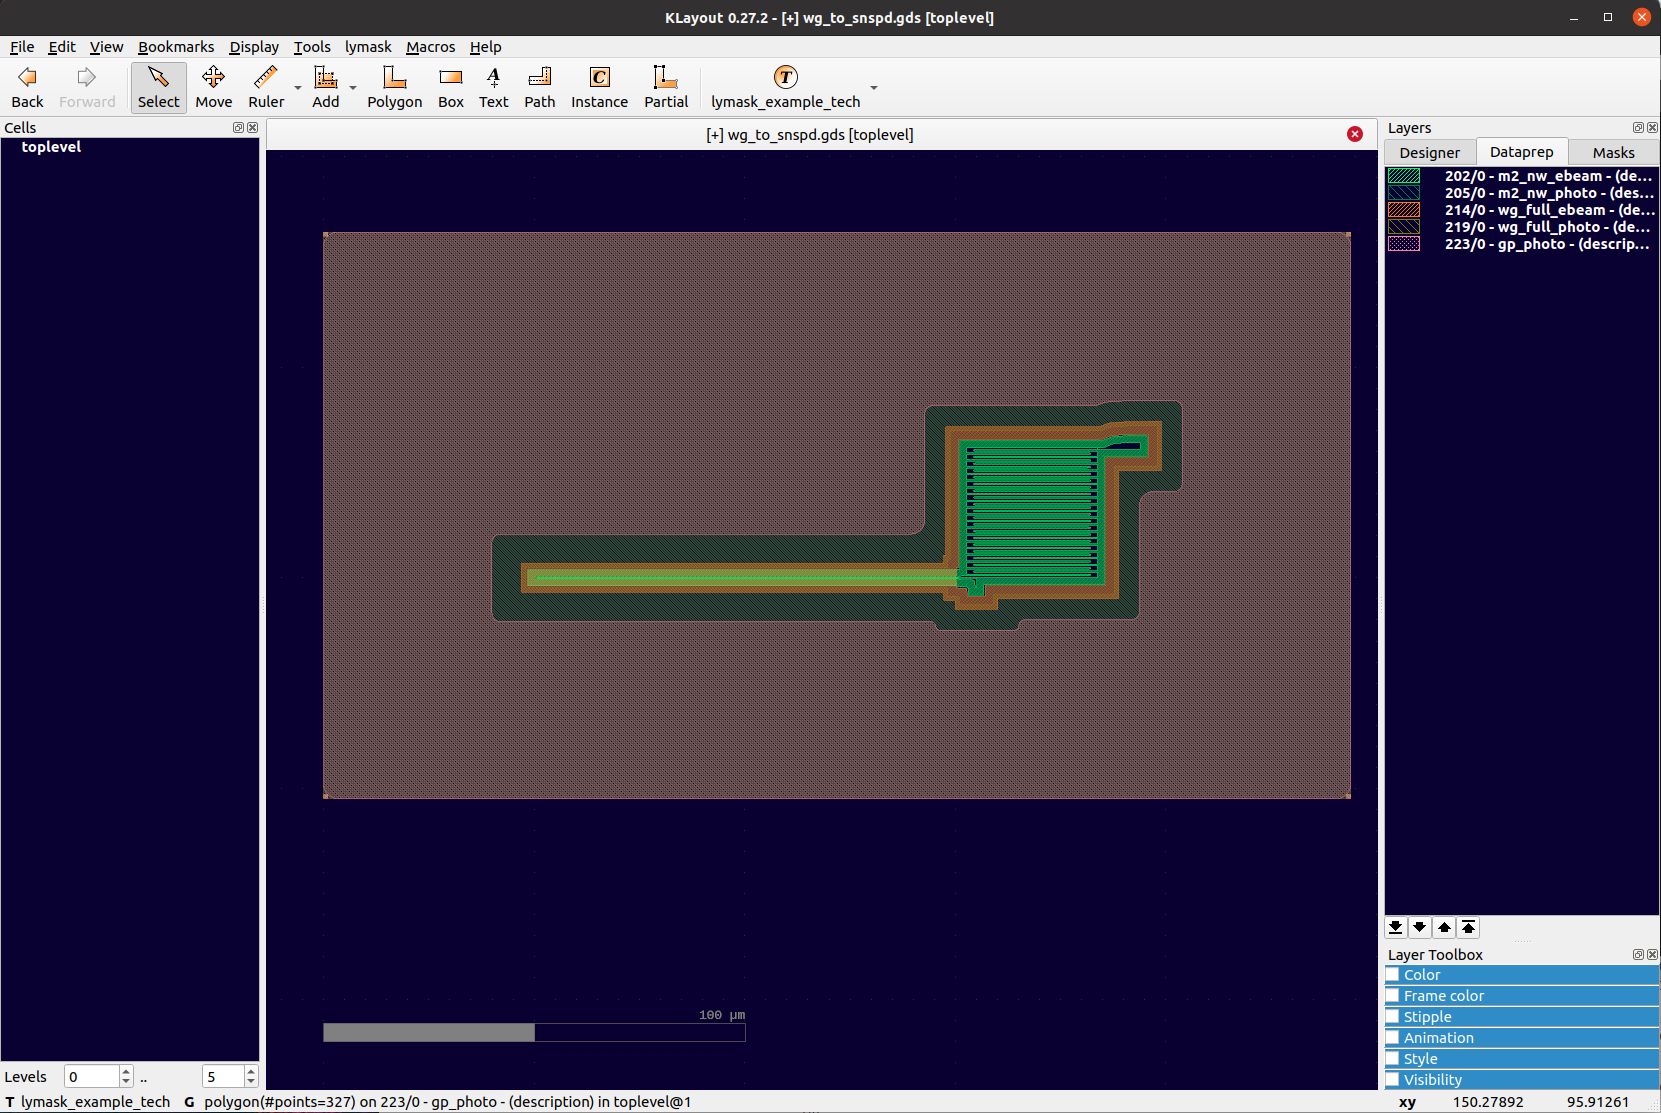 KLayout 0.27.2 - [+] wg_to_snspd.gds [toplevel]
File Edit View Bookmarks Display Tools lymask Macros Help
Back Forward Select Move Ruler Add Polygon Box Text Path Instance Partial lymask_example_tech
Cells
toplevel
[+] wg_to_snspd.gds [toplevel]
Layers
Designer Dataprep Masks
202/0 - m2_nw_ebeam - (de...
205/0 - m2_nw_photo - (des...
214/0 - wg_full_ebeam - (de...
219/0 - wg_full_photo - (de...
223/0 - gp_photo - (descrip...
100 µm
Layer Toolbox
Color
Frame color
Stipple
Animation
Style
Visibility
Levels 0 .. 5
T lymask_example_tech G polygon(#points=327) on 223/0 - gp_photo - (description) in toplevel@1 xy 150.27892 95.91261